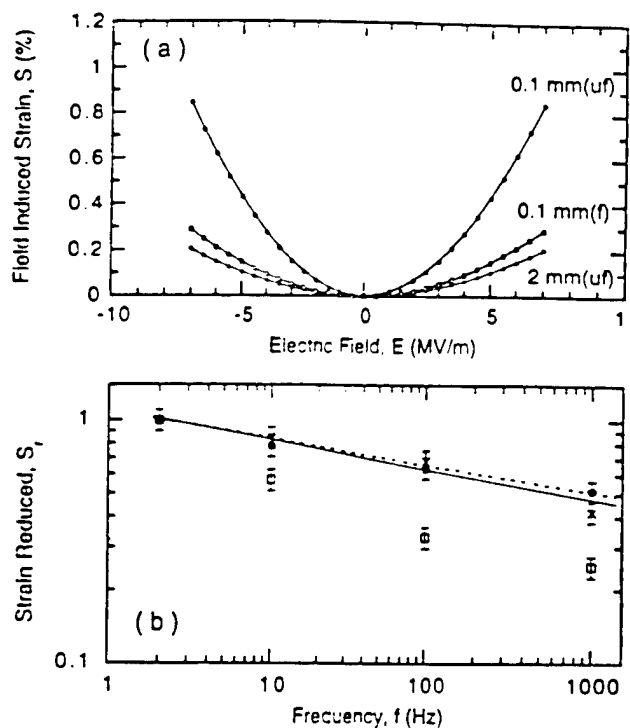 1.2
1
0.8
0.6
0.4
0.2
0
(a)
0.1 mm(uf)
0.1 mm(f)
2 mm(uf)
Field Induced Strain, S (%)
-10 -5 0 5 1
Electric Field, E (MV/m)
1
0.1
(b)
Strain Reduced, Sr
1 10 100 1000
Frecuency, f (Hz)